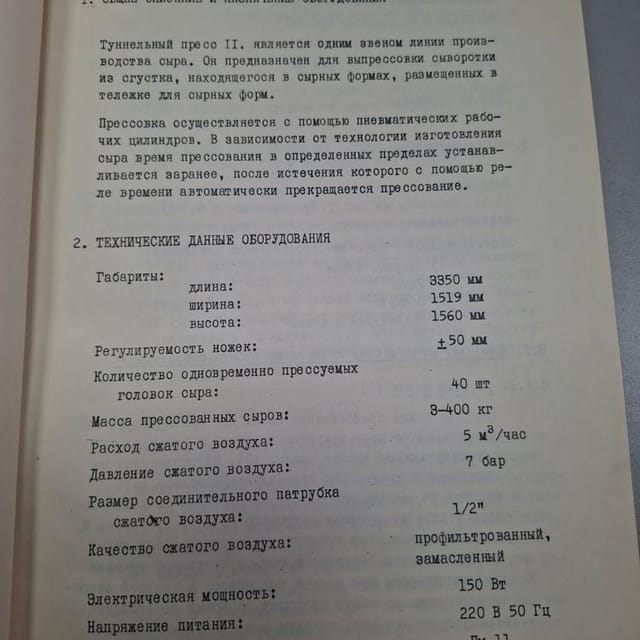 1. ОБЩЕЕ ОПИСАНИЕ И НАЗНАЧЕНИЕ ОБОРУДОВАНИЯ
Туннельный пресс II. является одним звеном линии произ-
водства сыра. Он предназначен для выпрессовки сыворотки
из сгустка, находящегося в сырных формах, размещенных в
тележке для сырных форм.
Прессовка осуществляется с помощью пневматических рабо-
чих цилиндров. В зависимости от технологии изготовления
сыра время прессования в определенных пределах устанав-
ливается заранее, после истечения которого с помощью ре-
ле времени автоматически прекращается прессование.
2. ТЕХНИЧЕСКИЕ ДАННЫЕ ОБОРУДОВАНИЯ
Габариты:
длина: 3350 мм
ширина: 1519 мм
высота: 1560 мм
Регулируемость ножек: ±50 мм
Количество одновременно прессуемых
головок сыра: 40 шт
Масса прессованных сыров: 3-400 кг
Расход сжатого воздуха: 5 м³/час
Давление сжатого воздуха: 7 бар
Размер соединительного патрубка
сжатого воздуха: 1/2"
Качество сжатого воздуха: профильтрованный,
замасленный
Электрическая мощность: 150 Вт
Напряжение питания: 220 В 50 Гц